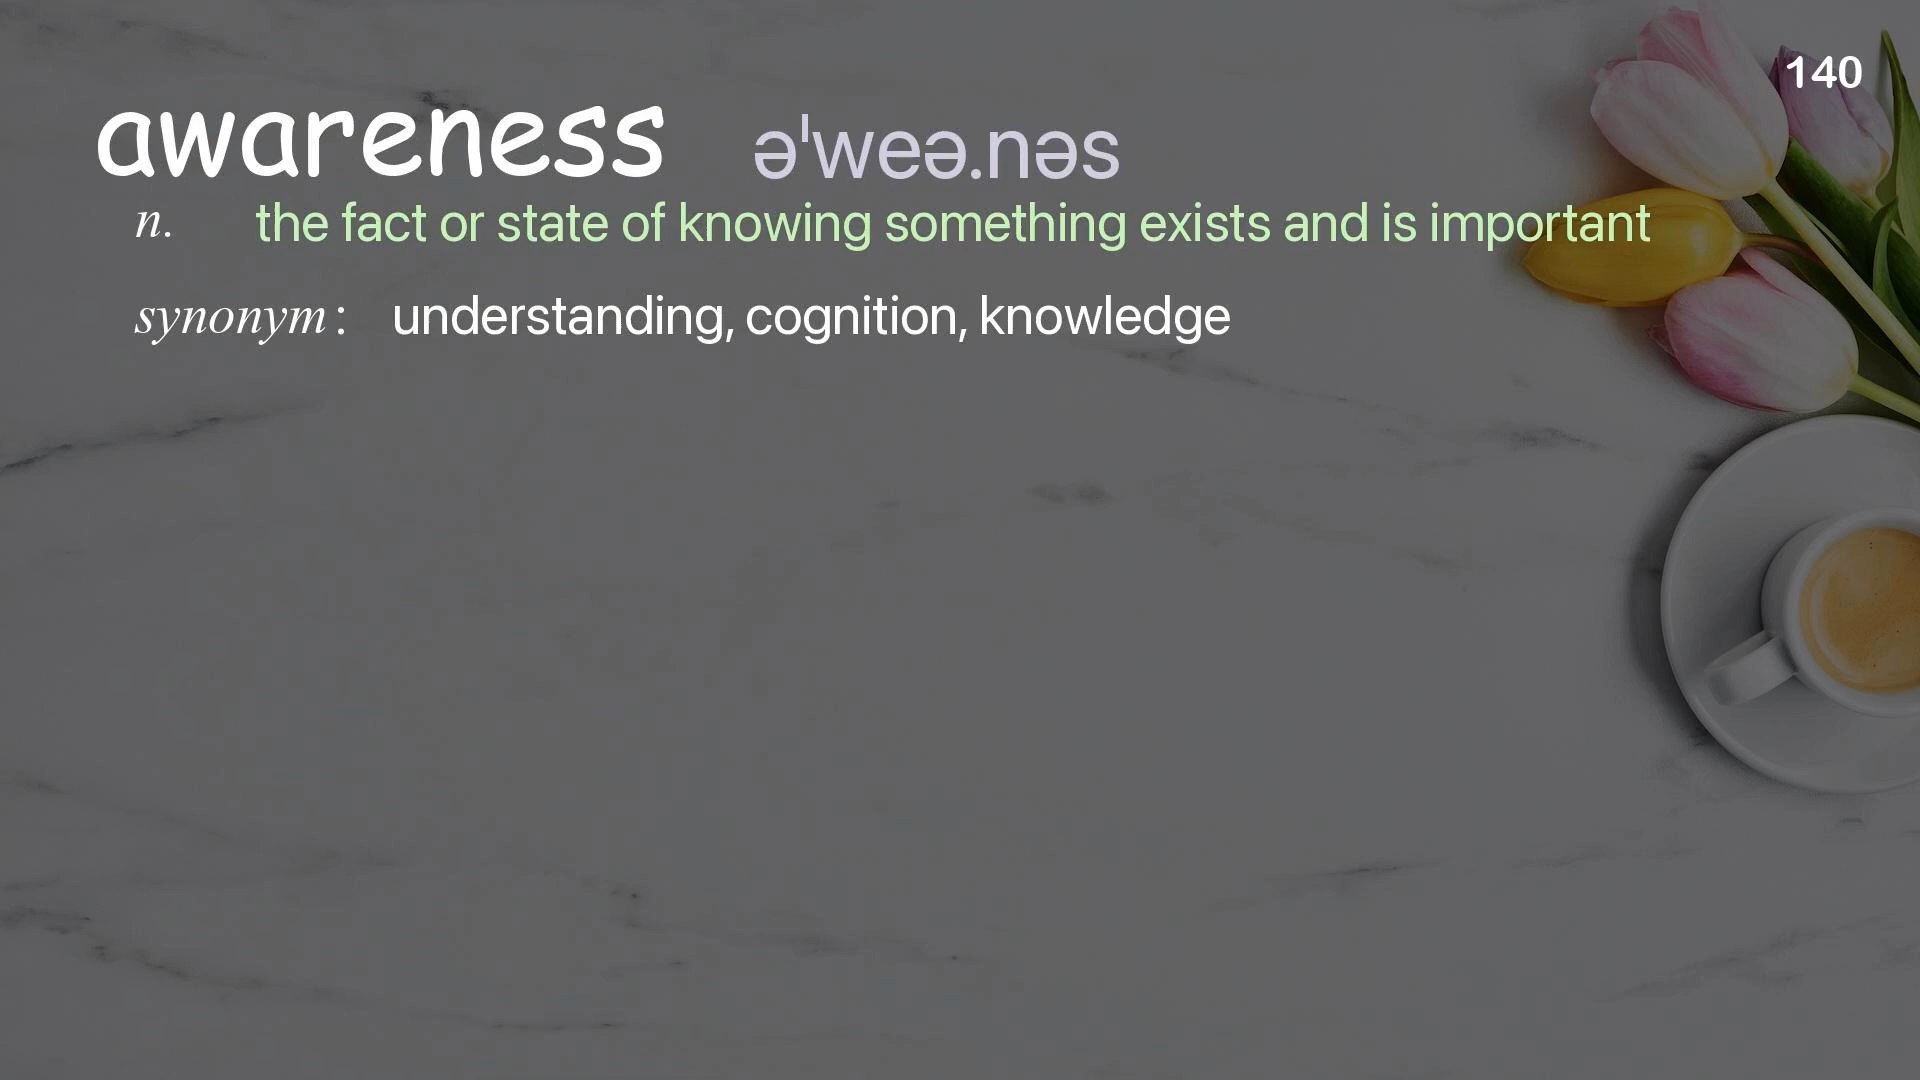 140
awareness əˈweə.nəs
n. the fact or state of knowing something exists and is important
synonym: understanding, cognition, knowledge